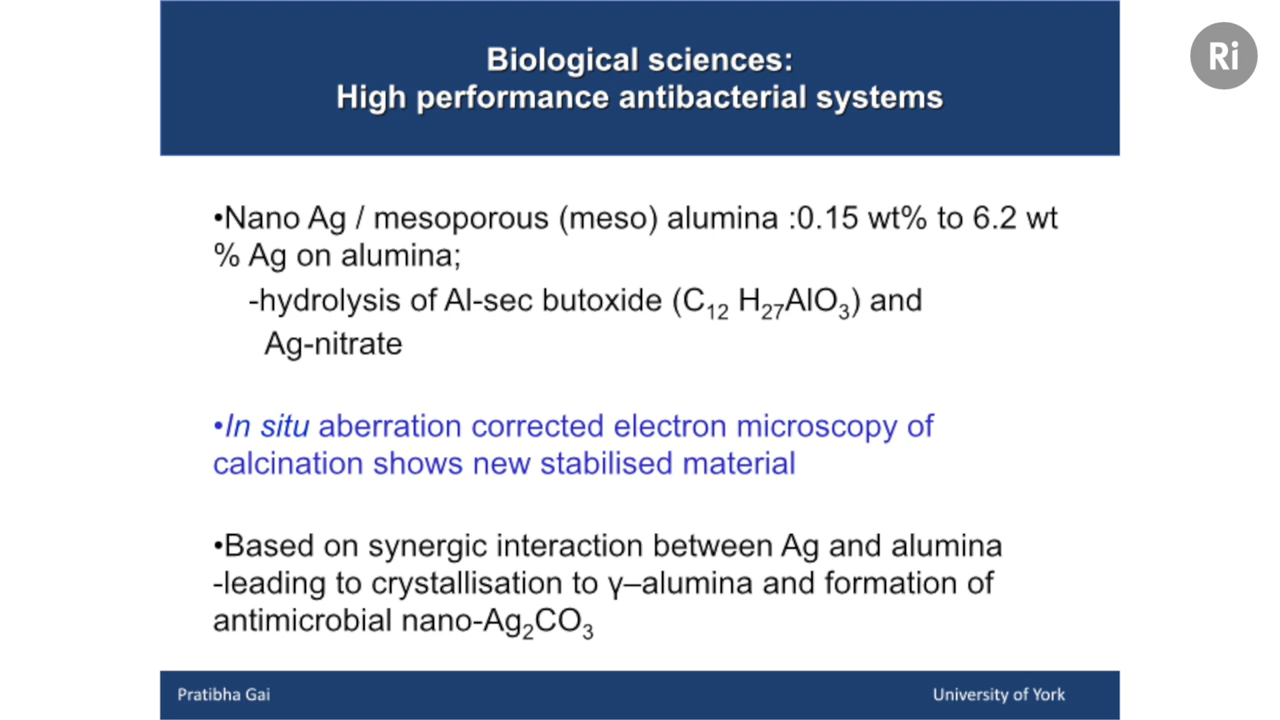 Biological sciences:
High performance antibacterial systems
Ri
•Nano Ag / mesoporous (meso) alumina :0.15 wt% to 6.2 wt
% Ag on alumina;
-hydrolysis of Al-sec butoxide (C₁₂ H₂₇AlO₃) and
Ag-nitrate
•In situ aberration corrected electron microscopy of
calcination shows new stabilised material
•Based on synergic interaction between Ag and alumina
-leading to crystallisation to γ–alumina and formation of
antimicrobial nano-Ag₂CO₃
Pratibha Gai
University of York